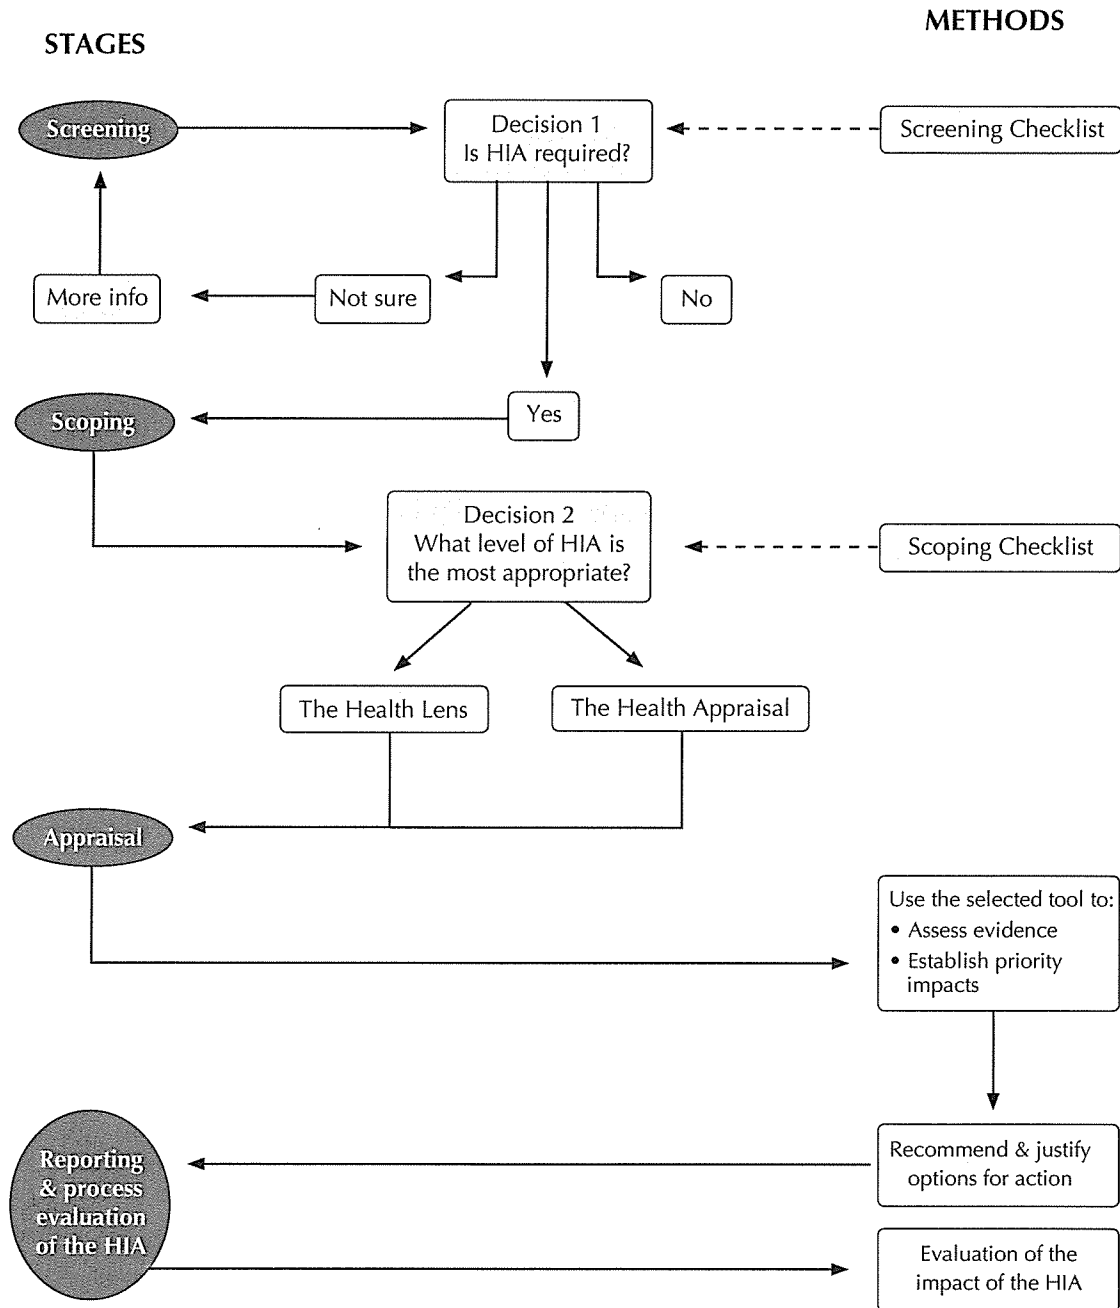 STAGES
METHODS
Screening
Decision 1
Is HIA required?
Screening Checklist
More info
Not sure
No
Scoping
Yes
Decision 2
What level of HIA is
the most appropriate?
Scoping Checklist
The Health Lens
The Health Appraisal
Appraisal
Use the selected tool to:
• Assess evidence
• Establish priority
impacts
Reporting
& process
evaluation
of the HIA
Recommend & justify
options for action
Evaluation of the
impact of the HIA